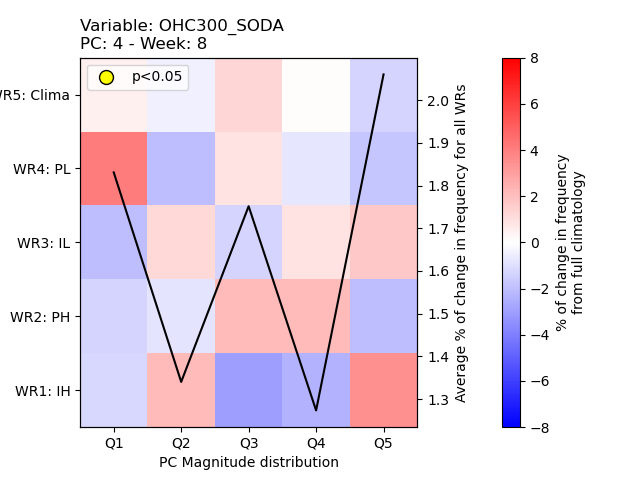 Variable: OHC300_SODA
PC: 4 - Week: 8
p<0.05
WR5: Clima
WR4: PL
WR3: IL
WR2: PH
WR1: IH
Q1 Q2 Q3 Q4 Q5
PC Magnitude distribution
2.0
1.9
1.8
1.7
1.6
1.5
1.4
1.3
Average % of change in frequency for all WRs
8
6
4
2
0
−2
−4
−6
−8
% of change in frequency
from full climatology